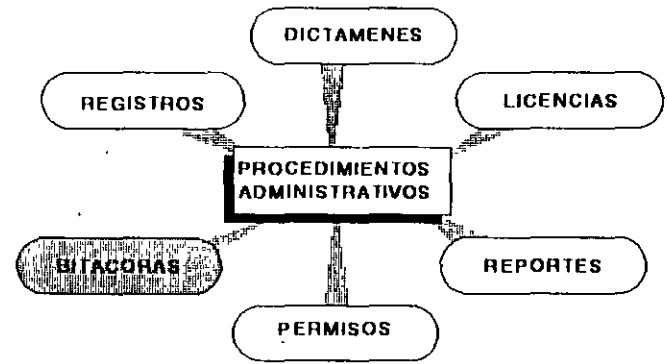 DICTAMENES
REGISTROS
LICENCIAS
PROCEDIMIENTOS
ADMINISTRATIVOS
BITACORAS
REPORTES
PERMISOS